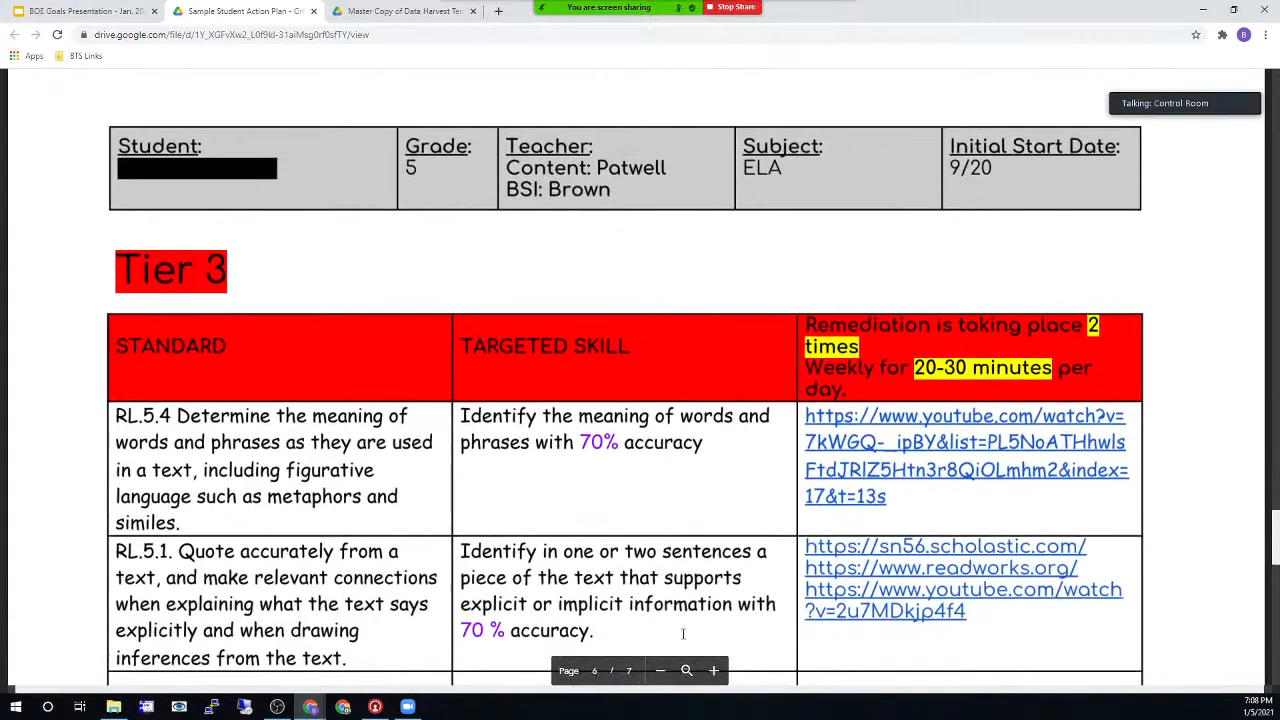 BOE Goals Presentation - Jan. 20
Sample Student Action Plan - Gr
Master Copy of Data Harvest Te
You are screen sharing
Stop Share
drive.google.com/file/d/1Y_XGFvXw2_L0f9kl-31aiMsg0rf0sfTY/view
B
Apps
BTS Links
Talking: Control Room
Student:
Grade:
5
Teacher:
Content: Patwell
BSI: Brown
Subject:
ELA
Initial Start Date:
9/20
Tier 3
STANDARD
TARGETED SKILL
Remediation is taking place 2
times
Weekly for 20-30 minutes per
day.
RL.5.4 Determine the meaning of
words and phrases as they are used
in a text, including figurative
language such as metaphors and
similes.
Identify the meaning of words and
phrases with 70% accuracy
https://www.youtube.com/watch?v=
7kWGQ-_ipBY&list=PL5NoATHhwls
FtdJRlZ5Htn3r8QiOLmhm2&index=
17&t=13s
RL.5.1. Quote accurately from a
text, and make relevant connections
when explaining what the text says
explicitly and when drawing
inferences from the text.
Identify in one or two sentences a
piece of the text that supports
explicit or implicit information with
70 % accuracy.
https://sn56.scholastic.com/
https://www.readworks.org/
https://www.youtube.com/watch
?v=2u7MDkjp4f4
Page 6 / 7
7:08 PM
1/5/2021